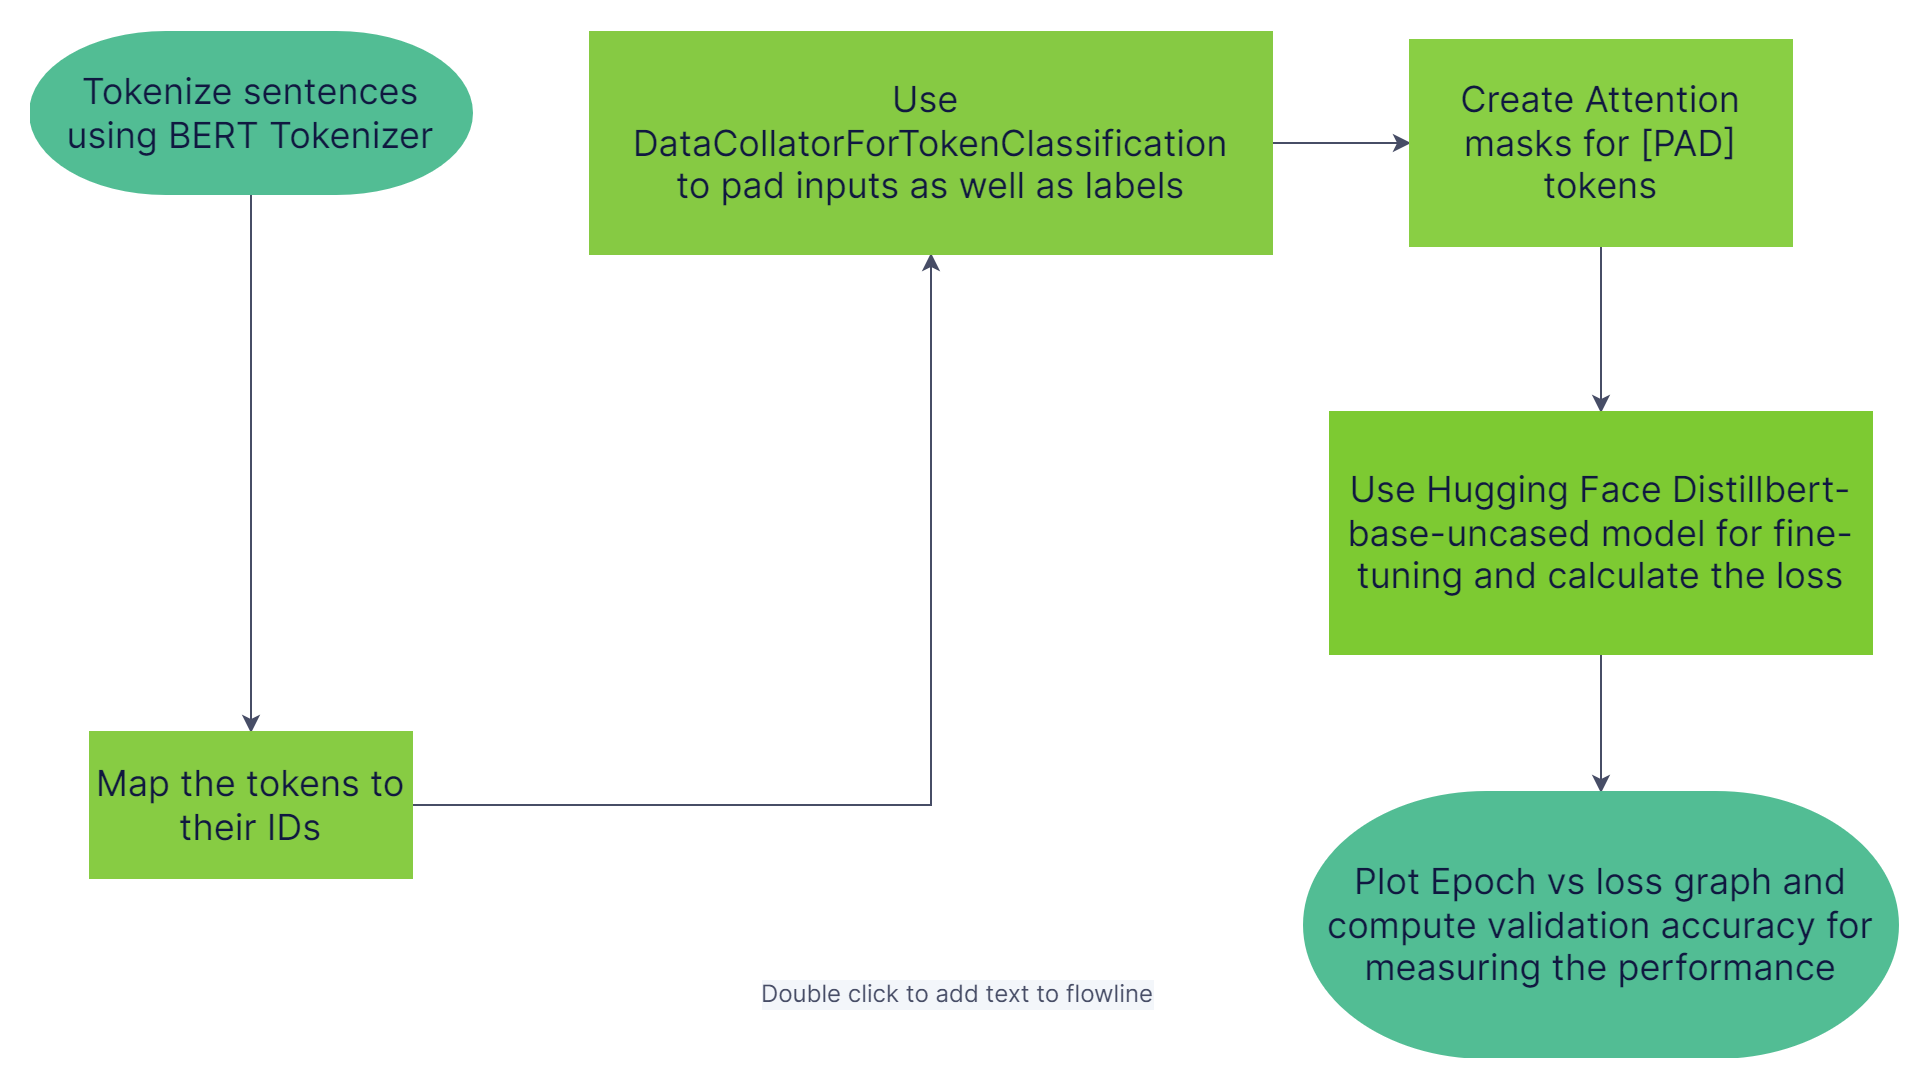 Tokenize sentences
using BERT Tokenizer
Map the tokens to
their IDs
Use
DataCollatorForTokenClassification
to pad inputs as well as labels
Create Attention
masks for [PAD]
tokens
Use Hugging Face Distillbert-
base-uncased model for fine-
tuning and calculate the loss
Plot Epoch vs loss graph and
compute validation accuracy for
measuring the performance
Double click to add text to flowline